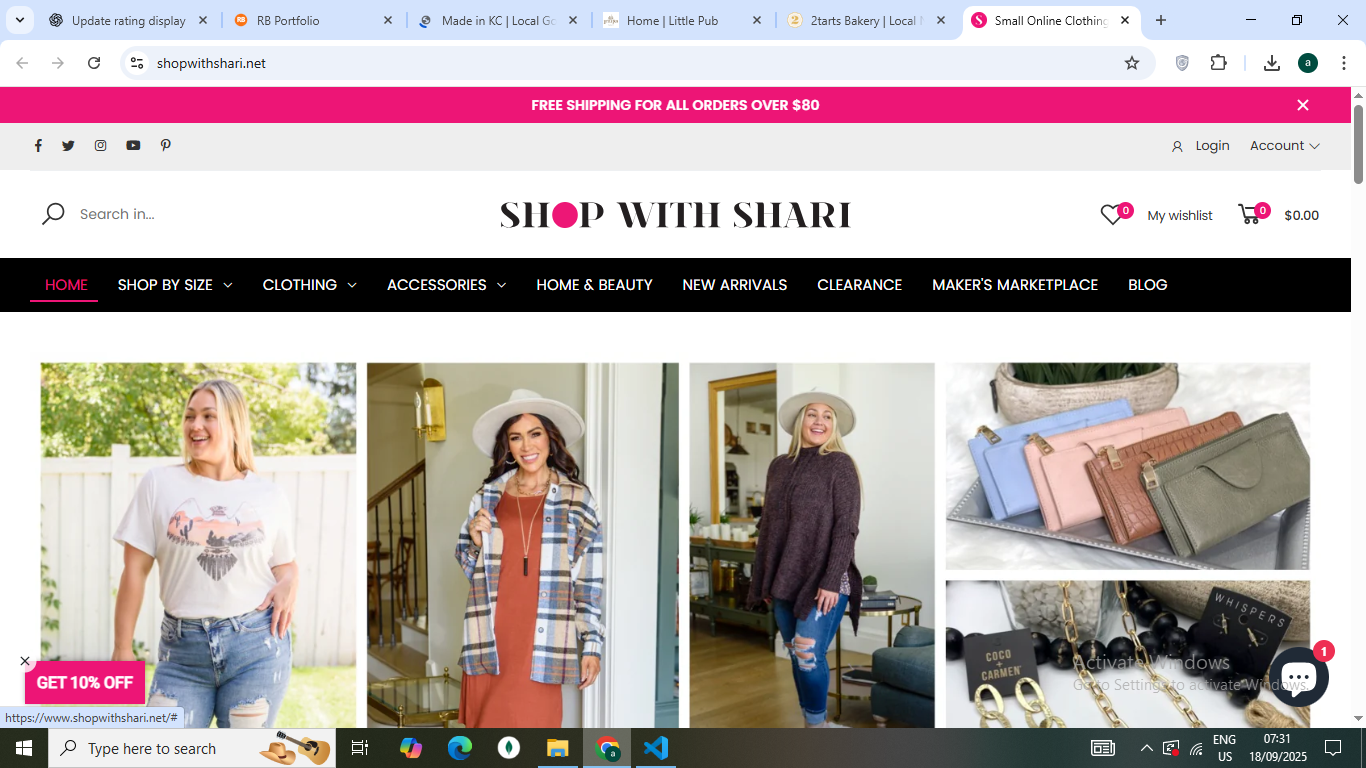 Update rating display
RB Portfolio
Made in KC | Local Go
Home | Little Pub
2tarts Bakery | Local
Small Online Clothing
shopwithshari.net
a
FREE SHIPPING FOR ALL ORDERS OVER $80
Login
Account
Search in...
SHOP WITH SHARI
0
My wishlist
0
$0.00
HOME
SHOP BY SIZE
CLOTHING
ACCESSORIES
HOME & BEAUTY
NEW ARRIVALS
CLEARANCE
MAKER'S MARKETPLACE
BLOG
WHISPERS
COCO
+
CARMEN
GET 10% OFF
1
Activate Windows
Go to Settings to activate Windows.
https://www.shopwithshari.net/#
Type here to search
ENG
US
07:31
18/09/2025